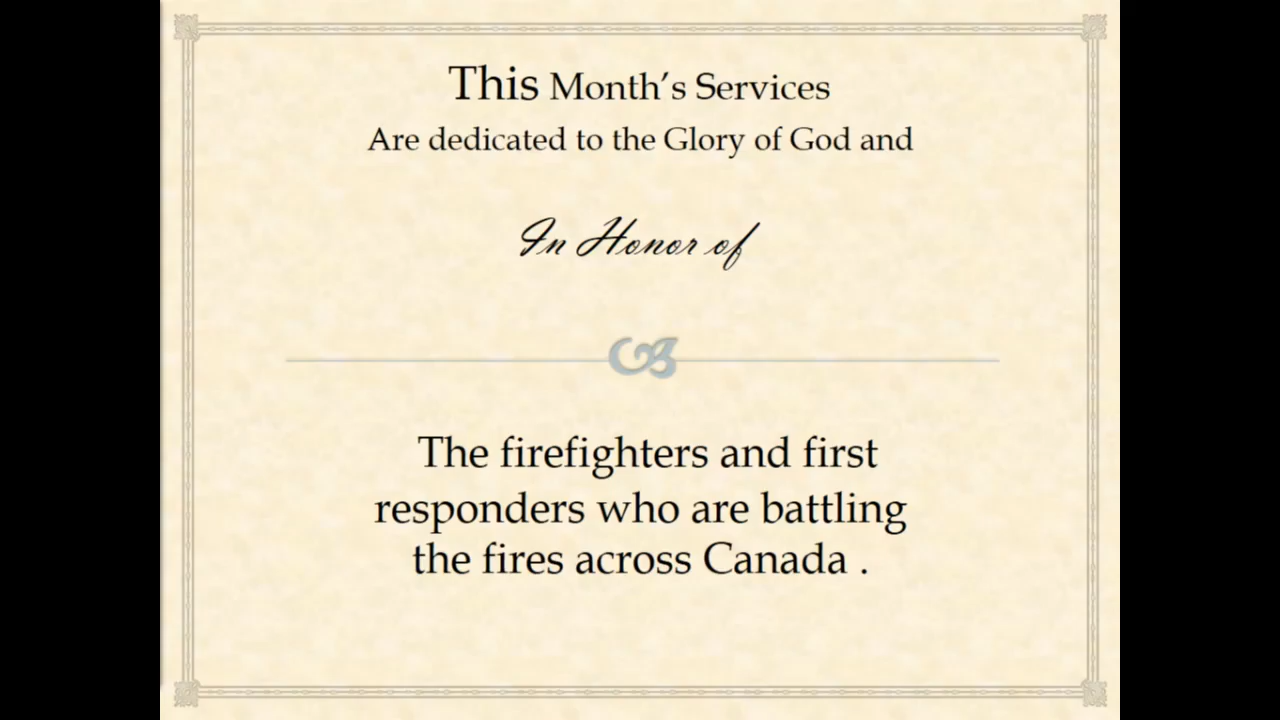 This Month’s Services
Are dedicated to the Glory of God and
In Honor of
The firefighters and first
responders who are battling
the fires across Canada .